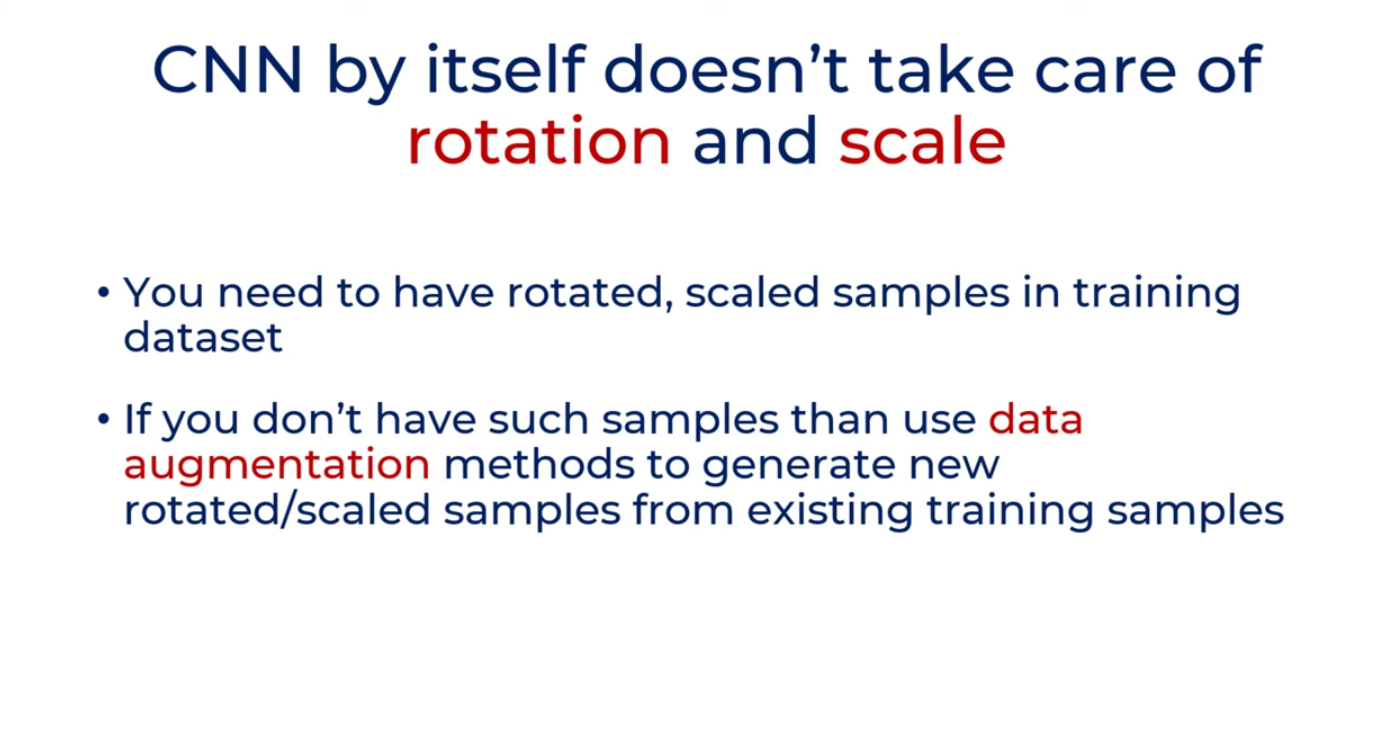 CNN by itself doesn’t take care of
rotation and scale
• You need to have rotated, scaled samples in training
dataset
• If you don’t have such samples than use data
augmentation methods to generate new
rotated/scaled samples from existing training samples